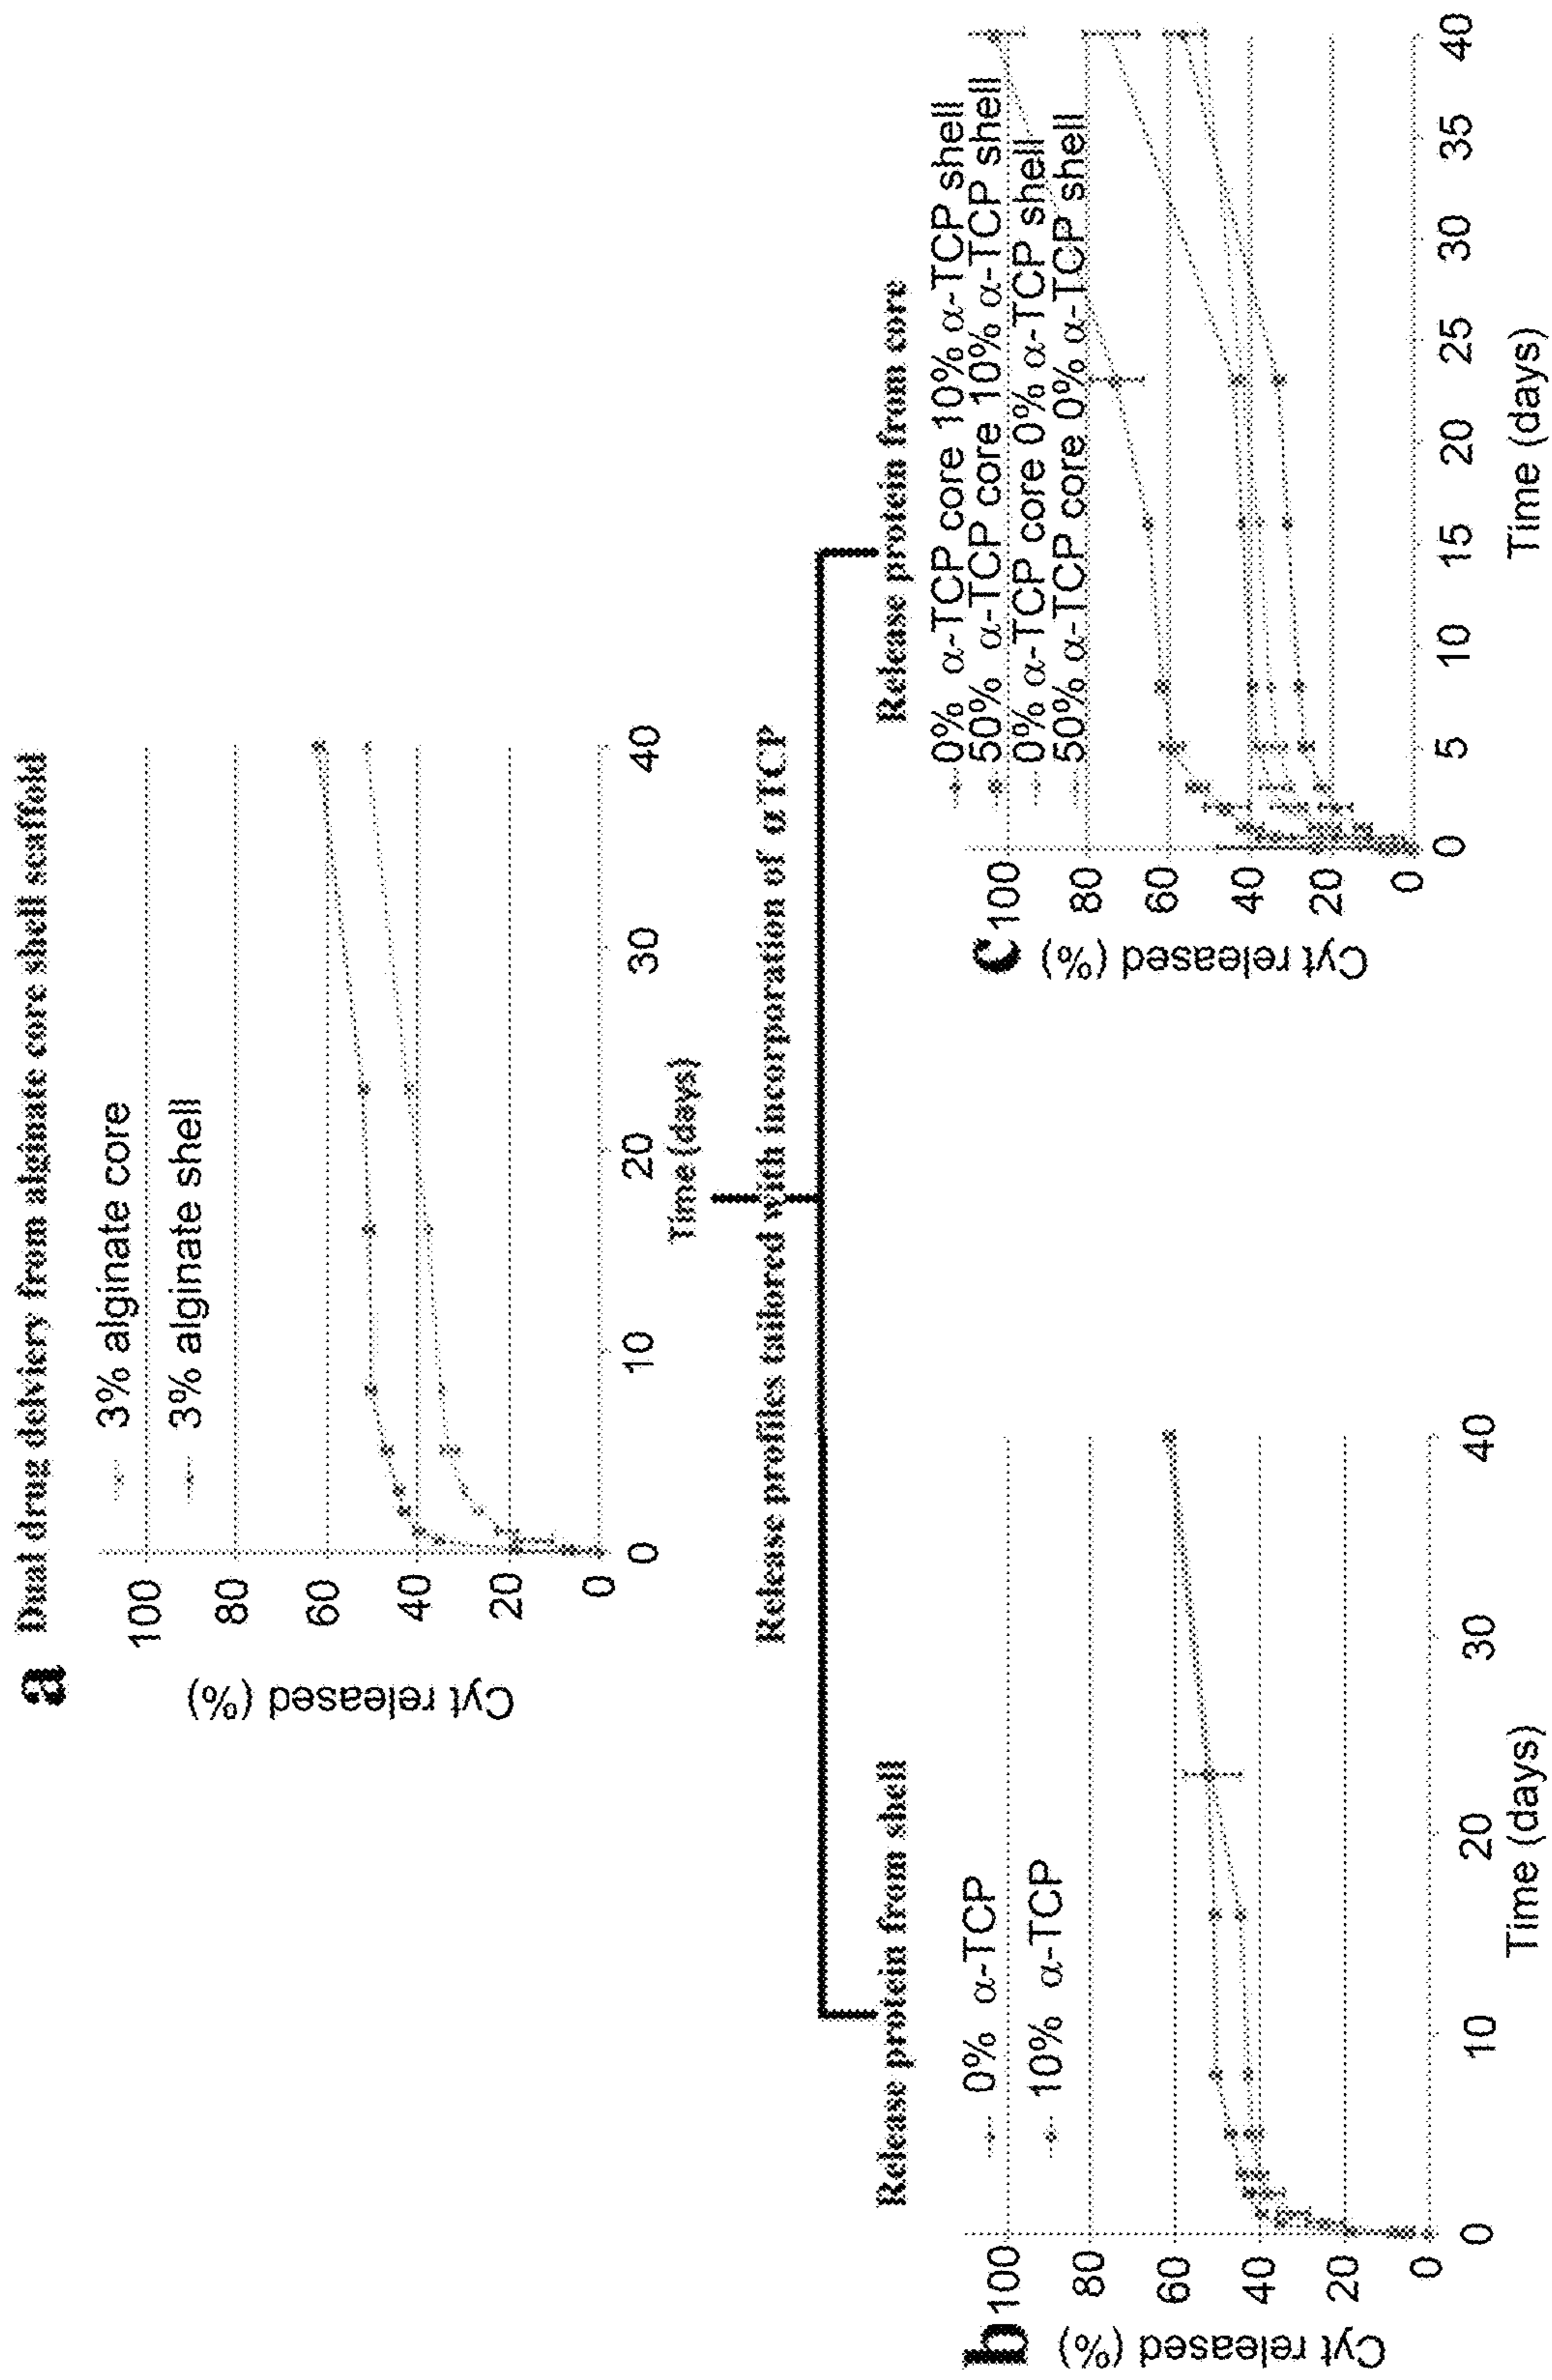 a Dual drug delviery from alginate core shell scaffold
3% alginate core
3% alginate shell
Cyt released (%)
100
80
60
40
20
0
0 10 20 30 40
Time (days)
Release profiles tailored with incorporation of α TCP
Release protein from shell
b
0% α-TCP
10% α-TCP
Cyt released (%)
100
80
60
40
20
0
0 10 20 30 40
Time (days)
Release protein from core
c
0% α-TCP core 10% α-TCP shell
50% α-TCP core 10% α-TCP shell
0% α-TCP core 0% α-TCP shell
50% α-TCP core 0% α-TCP shell
Cyt released (%)
100
80
60
40
20
0
0 5 10 15 20 25 30 35 40
Time (days)